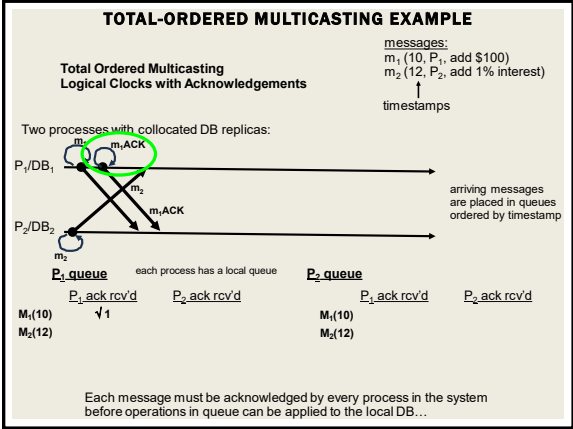 TOTAL-ORDERED MULTICASTING EXAMPLE
messages:
m1 (10, P1, add $100)
m2 (12, P2, add 1% interest)
timestamps
Total Ordered Multicasting
Logical Clocks with Acknowledgements
Two processes with collocated DB replicas:
m1
m1ACK
P1/DB1
m2
m1ACK
P2/DB2
m2
arriving messages
are placed in queues
ordered by timestamp
P1 queue
each process has a local queue
P2 queue
P1 ack rcv'd P2 ack rcv'd P1 ack rcv'd P2 ack rcv'd
M1(10) √ 1 M1(10)
M2(12) M2(12)
Each message must be acknowledged by every process in the system
before operations in queue can be applied to the local DB…